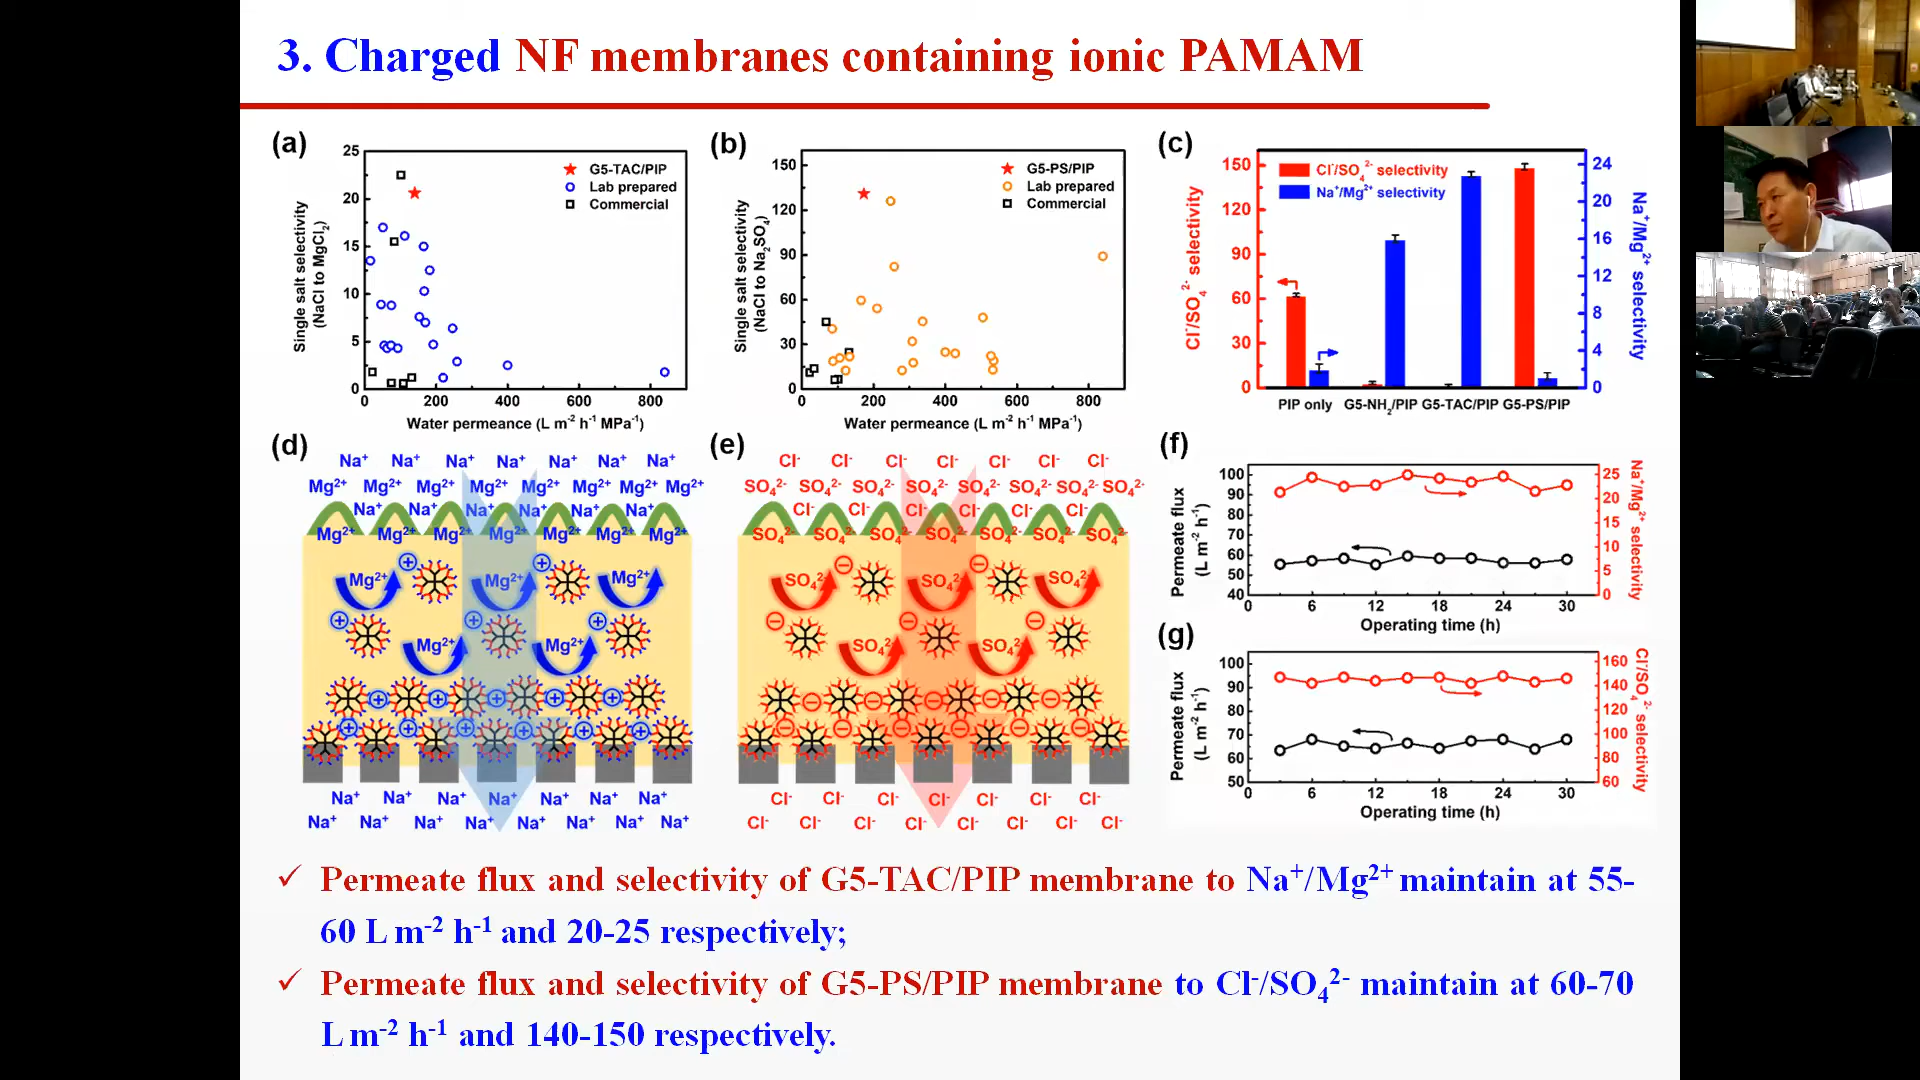 3. Charged NF membranes containing ionic PAMAM
(a)
25
20
15
10
5
0
0 200 400 600 800
Single salt selectivity
(NaCl to MgCl₂)
Water permeance (L m⁻² h⁻¹ MPa⁻¹)
G5-TAC/PIP
Lab prepared
Commercial
(b)
150
120
90
60
30
0
0 200 400 600 800
Single salt selectivity
(NaCl to Na₂SO₄)
Water permeance (L m⁻² h⁻¹ MPa⁻¹)
G5-PS/PIP
Lab prepared
Commercial
(c)
150
120
90
60
30
0
Cl⁻/SO₄²⁻ selectivity
Cl⁻/SO₄²⁻ selectivity
Na⁺/Mg²⁺ selectivity
24
20
16
12
8
4
0
Na⁺/Mg²⁺ selectivity
PIP only G5-NH₂/PIP G5-TAC/PIP G5-PS/PIP
(d)
Na⁺ Na⁺ Na⁺ Na⁺ Na⁺ Na⁺ Na⁺
Mg²⁺ Mg²⁺ Mg²⁺ Mg²⁺ Mg²⁺ Mg²⁺ Mg²⁺ Mg²⁺
Na⁺ Na⁺ Na⁺ Na⁺ Na⁺ Na⁺
Mg²⁺ Mg²⁺ Mg²⁺ Mg²⁺ Mg²⁺ Mg²⁺ Mg²⁺
Mg²⁺ Mg²⁺ Mg²⁺
Mg²⁺ Mg²⁺
Na⁺ Na⁺ Na⁺ Na⁺ Na⁺ Na⁺ Na⁺
Na⁺ Na⁺ Na⁺ Na⁺ Na⁺ Na⁺ Na⁺ Na⁺
(e)
Cl⁻ Cl⁻ Cl⁻ Cl⁻ Cl⁻ Cl⁻ Cl⁻
SO₄²⁻ SO₄²⁻ SO₄²⁻ SO₄²⁻ SO₄²⁻ SO₄²⁻ SO₄²⁻ SO₄²⁻
Cl⁻ Cl⁻ Cl⁻ Cl⁻ Cl⁻ Cl⁻
SO₄²⁻ SO₄²⁻ SO₄²⁻ SO₄²⁻ SO₄²⁻ SO₄²⁻ SO₄²⁻
SO₄²⁻ SO₄²⁻ SO₄²⁻
SO₄²⁻ SO₄²⁻
Cl⁻ Cl⁻ Cl⁻ Cl⁻ Cl⁻ Cl⁻ Cl⁻
Cl⁻ Cl⁻ Cl⁻ Cl⁻ Cl⁻ Cl⁻ Cl⁻ Cl⁻
(f)
100
90
80
70
60
50
40
Permeate flux
(L m⁻² h⁻¹)
25
20
15
10
5
0
Na⁺/Mg²⁺ selectivity
0 6 12 18 24 30
Operating time (h)
(g)
100
90
80
70
60
50
Permeate flux
(L m⁻² h⁻¹)
160
140
120
100
80
60
Cl⁻/SO₄²⁻ selectivity
0 6 12 18 24 30
Operating time (h)
✓ Permeate flux and selectivity of G5-TAC/PIP membrane to Na⁺/Mg²⁺ maintain at 55-
60 L m⁻² h⁻¹ and 20-25 respectively;
✓ Permeate flux and selectivity of G5-PS/PIP membrane to Cl⁻/SO₄²⁻ maintain at 60-70
L m⁻² h⁻¹ and 140-150 respectively.